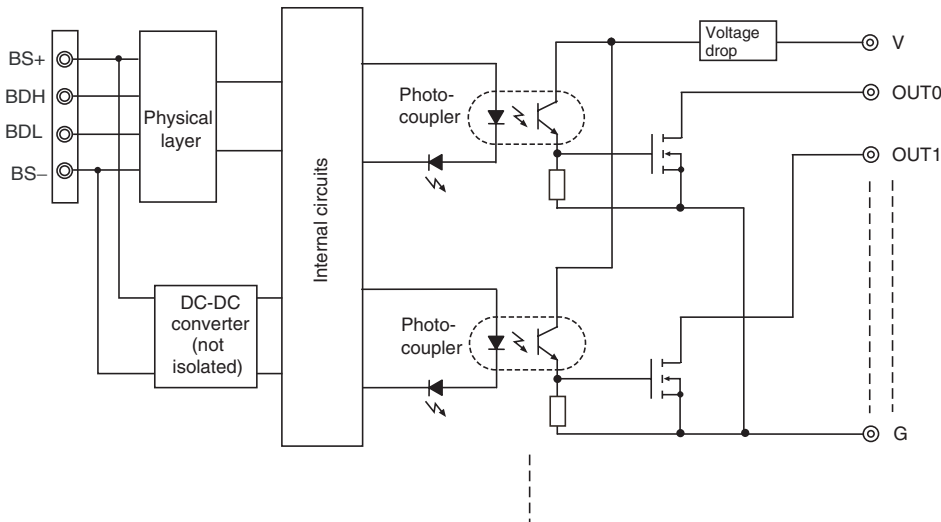 BS+
BDH
BDL
BS–
Physical
layer
DC-DC
converter
(not
isolated)
Internal circuits
Photo-
coupler
Photo-
coupler
Voltage
drop
V
OUT0
OUT1
G